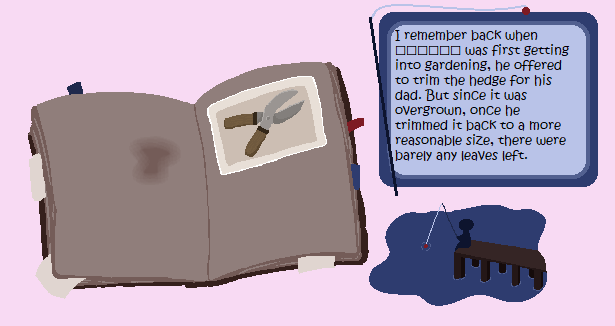 I remember back when
□□□□□□ was first getting
into gardening, he offered
to trim the hedge for his
dad. But since it was
overgrown, once he
trimmed it back to a more
reasonable size, there were
barely any leaves left.